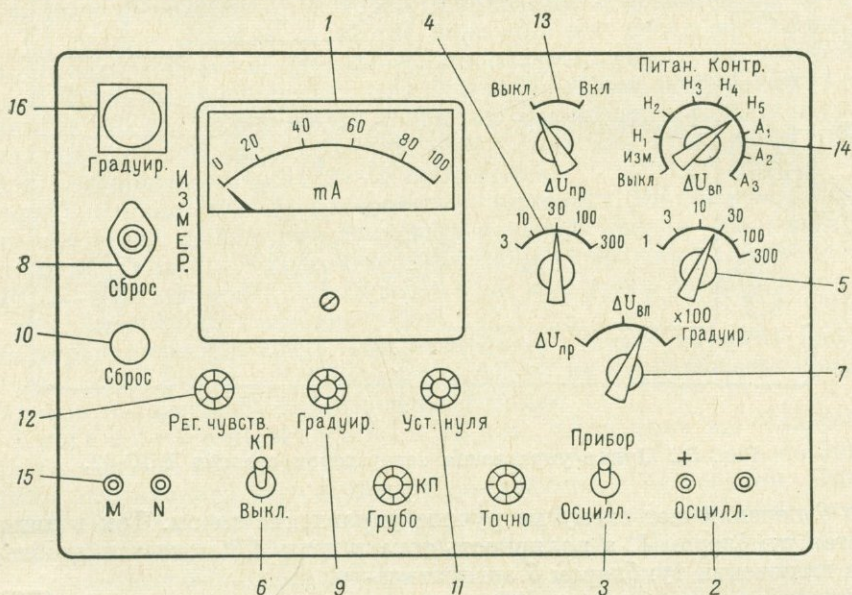 1
4
13
16
Градуир.
ИЗМЕР.
0 20 40 60 80 100
mA
Выкл. Вкл
ΔUпр
Питан. Контр.
Выкл Изм H₁ H₂ H₃ H₄ H₅ A₁ A₂ A₃
ΔUвп
14
8
Сброс
3 10 30 100 300
1 3 10 30 100 300
5
10
Сброс
ΔUпр ΔUвп ×100
Градуир
7
12
Рег. чувств.
Градуир.
Уст. нуля
15
M N
КП
Выкл.
КП
Грубо
Точно
Прибор
Осцилл.
+ −
Осцилл.
6
9
11
3
2